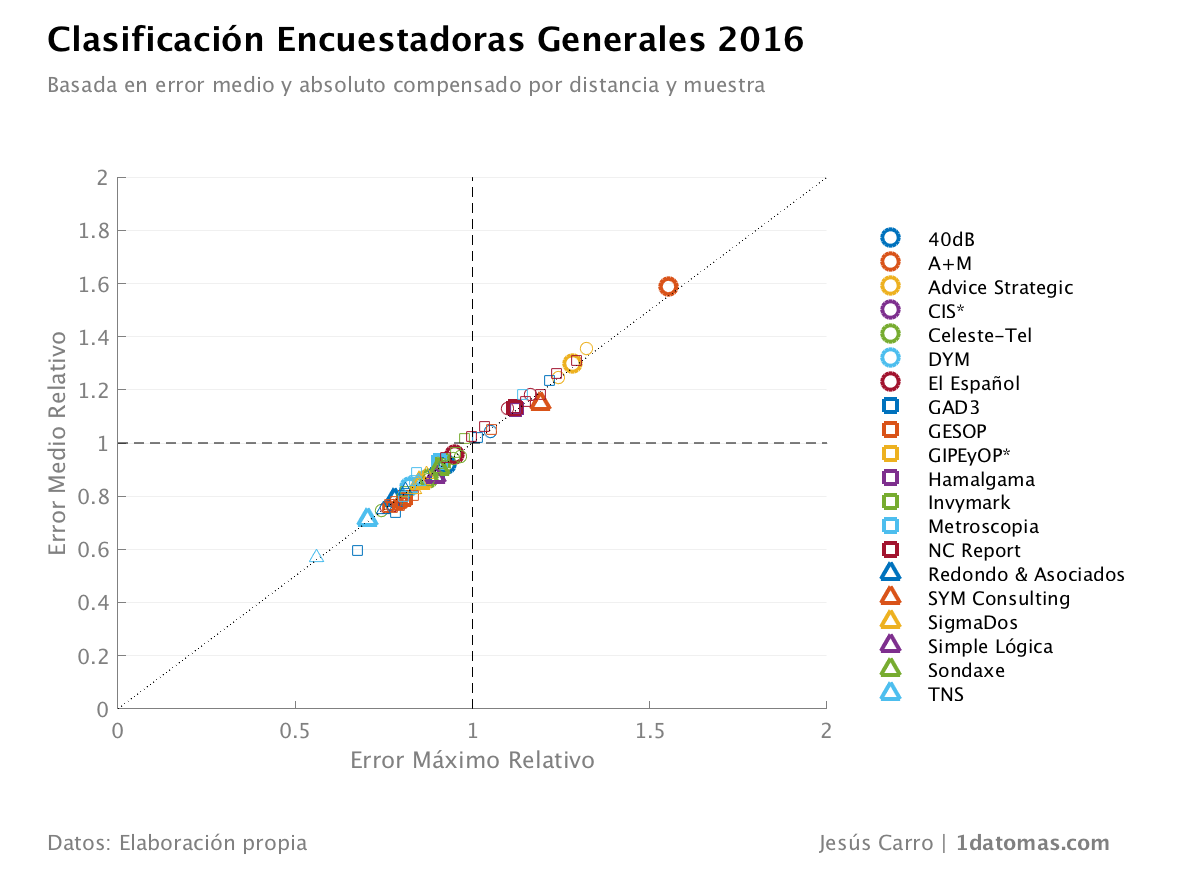 Clasificación Encuestadoras Generales 2016
Basada en error medio y absoluto compensado por distancia y muestra
2
1.8
1.6
1.4
1.2
1
0.8
0.6
0.4
0.2
0
Error Medio Relativo
0 0.5 1 1.5 2
Error Máximo Relativo
40dB
A+M
Advice Strategic
CIS*
Celeste-Tel
DYM
El Español
GAD3
GESOP
GIPEyOP*
Hamalgama
Invymark
Metroscopia
NC Report
Redondo & Asociados
SYM Consulting
SigmaDos
Simple Lógica
Sondaxe
TNS
Datos: Elaboración propia
Jesús Carro | 1datomas.com